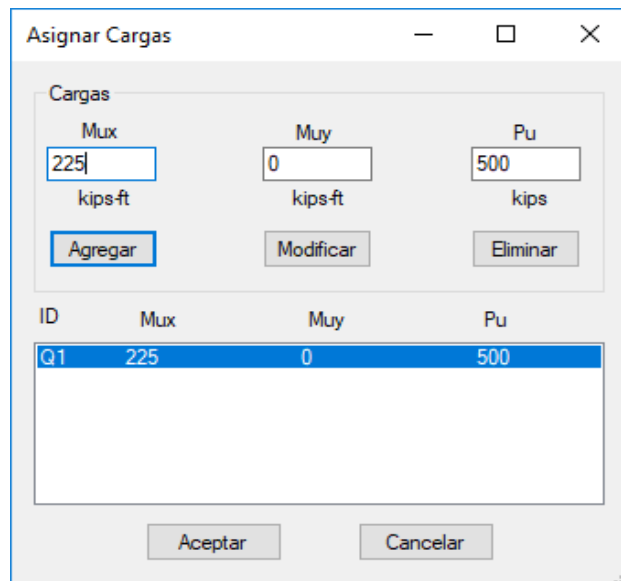 Asignar Cargas
Cargas
Mux Muy Pu
225 0 500
kips-ft kips-ft kips
Agregar Modificar Eliminar
ID Mux Muy Pu
Q1 225 0 500
Aceptar Cancelar